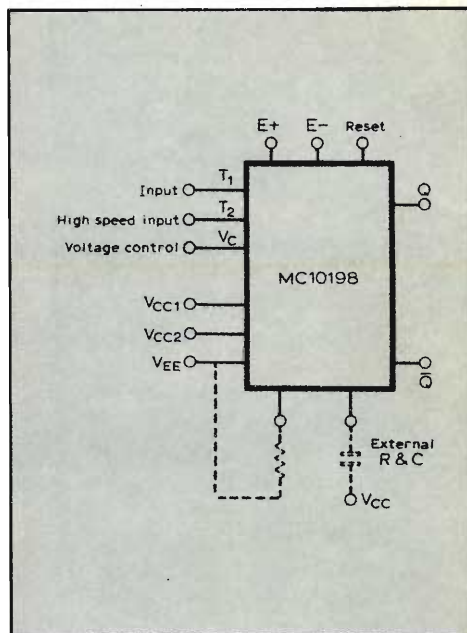 E+ E- Reset
Input T1
High speed input T2
Voltage control VC
Q
MC10198
VCC1
VCC2
VEE
Q̅
External
R & C
VCC